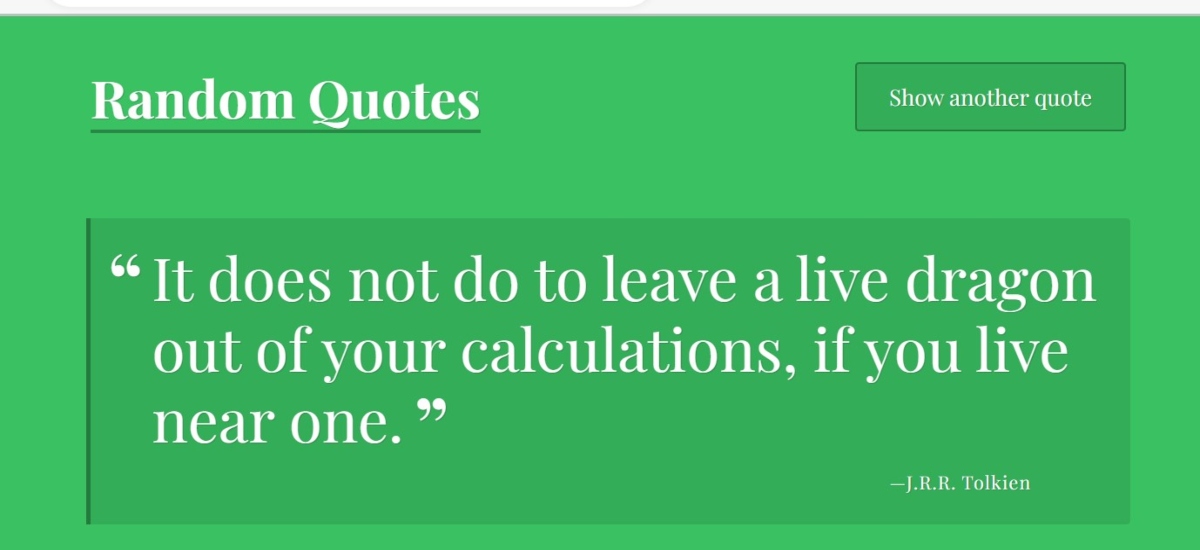 Random Quotes
Show another quote
“ It does not do to leave a live dragon
out of your calculations, if you live
near one. ”
—J.R.R. Tolkien